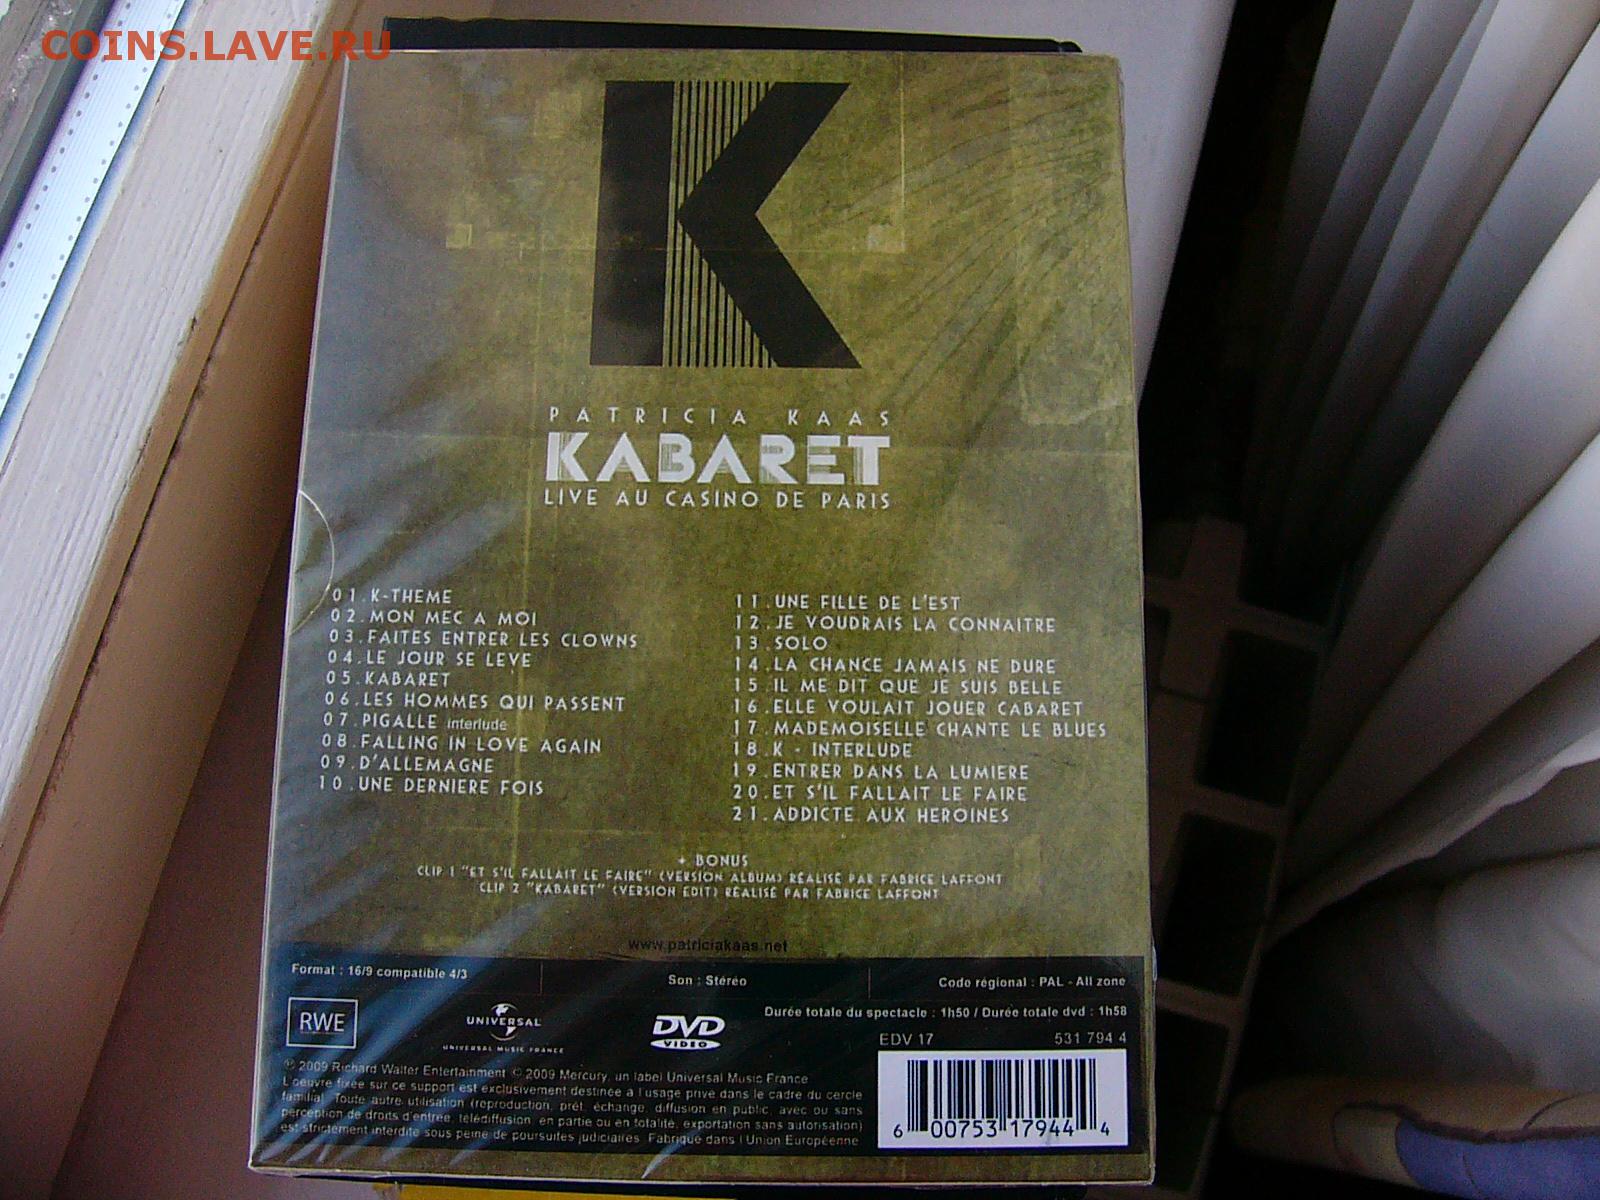 COINS.LAVE.RU
K
PATRICIA KAAS
KABARET
LIVE AU CASINO DE PARIS
01.K-THEME
02.MON MEC A MOI
03.FAITES ENTRER LES CLOWNS
04.LE JOUR SE LEVE
05.KABARET
06.LES HOMMES QUI PASSENT
07.PIGALLE interlude
08.FALLING IN LOVE AGAIN
09.D'ALLEMAGNE
10.UNE DERNIERE FOIS
11.UNE FILLE DE L'EST
12.JE VOUDRAIS LA CONNAITRE
13.SOLO
14.LA CHANCE JAMAIS NE DURE
15.IL ME DIT QUE JE SUIS BELLE
16.ELLE VOULAIT JOUER CABARET
17.MADEMOISELLE CHANTE LE BLUES
18.K - INTERLUDE
19.ENTRER DANS LA LUMIERE
20.ET S'IL FALLAIT LE FAIRE
21.ADDICTE AUX HEROINES
+ BONUS
CLIP 1 "ET S'IL FALLAIT LE FAIRE" (VERSION ALBUM) RÉALISÉ PAR FABRICE LAFFONT
CLIP 2 "KABARET" (VERSION EDIT) RÉALISÉ PAR FABRICE LAFFONT
www.patriciakaas.net
Format : 16/9 compatible 4/3
Son : Stéréo
Code régional : PAL - All zone
Durée totale du spectacle : 1h50 / Durée totale dvd : 1h58
RWE
UNIVERSAL
UNIVERSAL MUSIC FRANCE
DVD
VIDEO
EDV 17
531 794 4
℗ 2009 Richard Walter Entertainment © 2009 Mercury, un label Universal Music France
L'oeuvre fixée sur ce support est exclusivement destinée à l'usage privé dans le cadre du cercle
familial. Toute autre utilisation (reproduction, prêt, échange, diffusion en public, avec ou sans
perception de droits d'entrée, télédiffusion, en partie ou en totalité, exportation sans autorisation)
est strictement interdite sous peine de poursuites judiciaires. Fabriqué dans l'Union Européenne
6 00753 17944 4